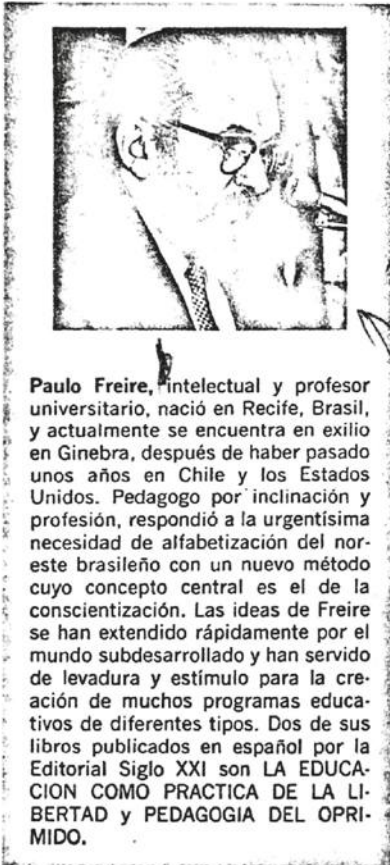 Paulo Freire, intelectual y profesor
universitario, nació en Recife, Brasil,
y actualmente se encuentra en exilio
en Ginebra, después de haber pasado
unos años en Chile y los Estados
Unidos. Pedagogo por inclinación y
profesión, respondió a la urgentísima
necesidad de alfabetización del nor-
este brasileño con un nuevo método
cuyo concepto central es el de la
conscientización. Las ideas de Freire
se han extendido rápidamente por el
mundo subdesarrollado y han servido
de levadura y estímulo para la cre-
ación de muchos programas educa-
tivos de diferentes tipos. Dos de sus
libros publicados en español por la
Editorial Siglo XXI son LA EDUCA-
CION COMO PRACTICA DE LA LI-
BERTAD y PEDAGOGIA DEL OPRI-
MIDO.